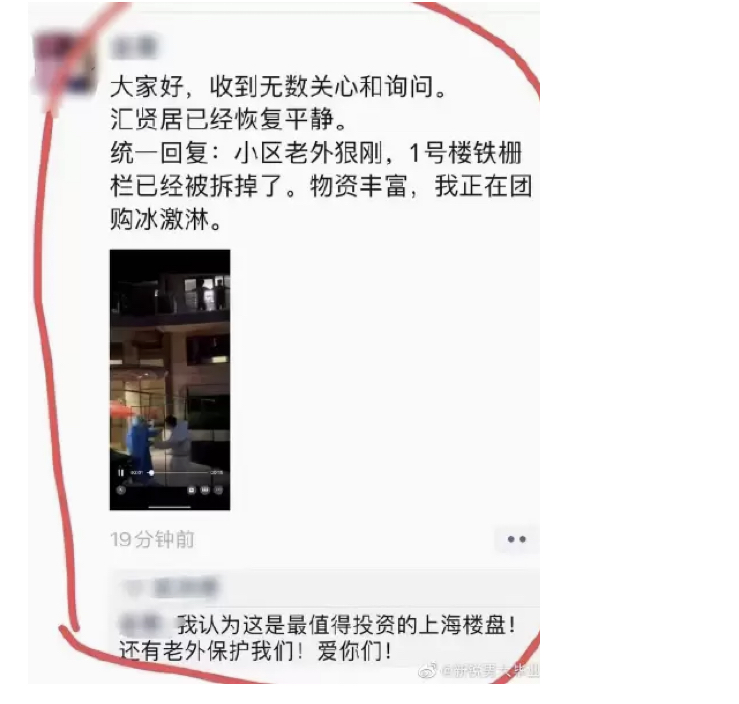 大家好，收到无数关心和询问。
汇贤居已经恢复平静。
统一回复：小区老外狠刚，1号楼铁栅
栏已经被拆掉了。物资丰富，我正在团
购冰激淋。
19分钟前
我认为这是最值得投资的上海楼盘！
还有老外保护我们！爱你们！